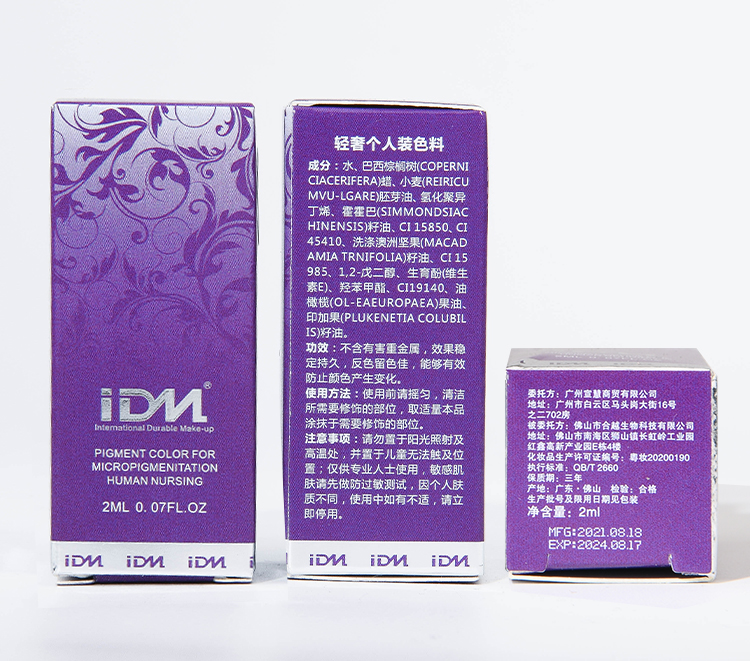 iDM®
International Durable Make-up
PIGMENT COLOR FOR
MICROPIGMENTATION
HUMAN NURSING
2ML 0.07FL.OZ
iDM iDM iDM
轻奢个人装色料
成分：水、巴西棕榈树(COPERNI
CIACERIFERA)蜡、小麦(REIRICU
MVU-LGARE)胚芽油、氢化聚异
丁烯、霍霍巴(SIMMONDSIAC
HINENSIS)籽油、CI 15850、CI
45410、洗涤澳洲坚果(MACAD
AMIA TRNIFOLIA)籽油、CI 15
985、1,2-戊二醇、生育酚(维生
素E)、羟苯甲酯、CI19140、油
橄榄(OL-EAEUROPAEA)果油、
印加果(PLUKENETIA COLUBIL
IS)籽油。
功效：不含有害重金属，效果稳
定持久，反色留色佳，能够有效
防止颜色产生变化。
使用方法：使用前请摇匀，清洁
所需要修饰的部位，取适量本品
涂抹于需要修饰的部位。
注意事项：请勿置于阳光照射及
高温处，并置于儿童无法触及位
置；仅供专业人士使用，敏感肌
肤请先做防过敏测试，因个人肤
质不同，使用中如有不适，请立
即停用。
iDM iDM iDM
委托方：广州宣慧商贸有限公司
地址：广州市白云区马头岗大街16号
之二702房
被委托方：佛山市合越生物科技有限公司
地址：佛山市南海区狮山镇长虹岭工业园
红鑫高新产业园E栋4楼
化妆品生产许可证编号：粤妆20200190
执行标准：QB/T 2660
保质期：三年
产地：广东·佛山 检验：合格
生产批号及限用日期见包装
净含量：2ml
MFG:2021.08.18
EXP:2024.08.17